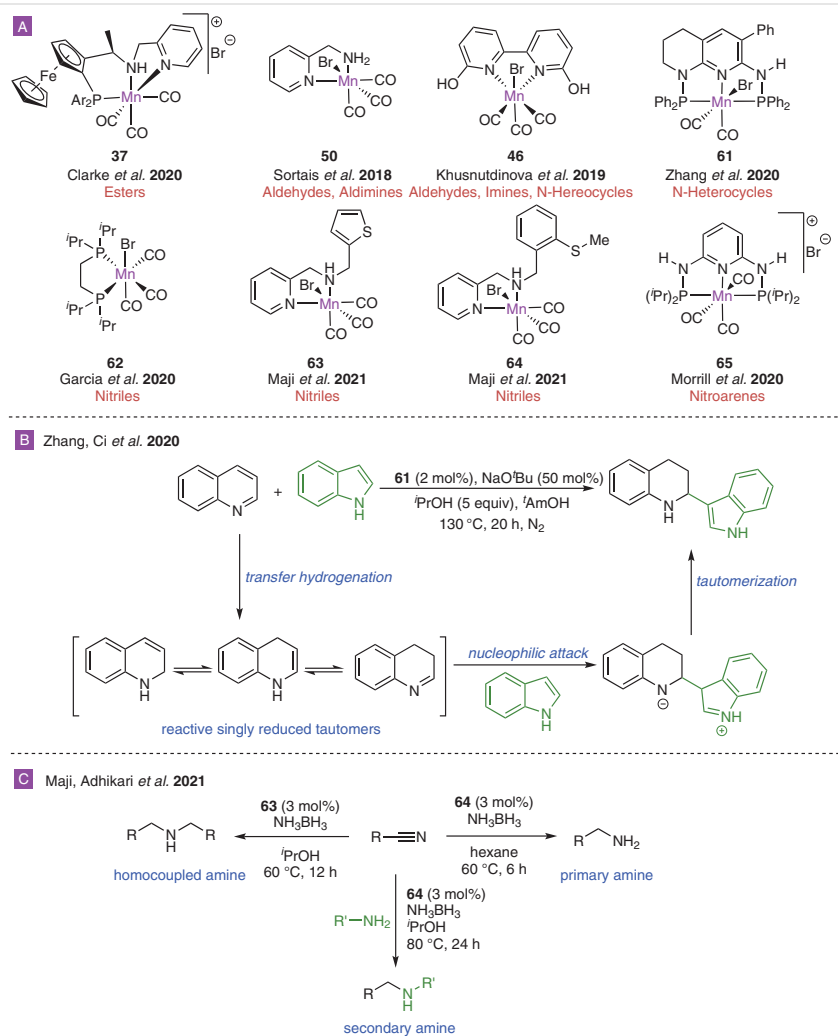 A
Fe
NH
N
Ar2P
Mn
CO
OC
CO
⊕
Br ⊖
37
Clarke et al. 2020
Esters
NH2
Br
N
Mn
CO
CO
CO
50
Sortais et al. 2018
Aldehydes, Aldimines
N
N
Br
HO
OH
Mn
OC
CO
CO
46
Khusnutdinova et al. 2019
Aldehydes, Imines, N-Hereocycles
Ph
N
N
N
H
Br
Ph2P
Mn
PPh2
OC
CO
61
Zhang et al. 2020
N-Heterocycles
iPr
iPr
P
Br
CO
Mn
P
CO
CO
iPr
iPr
62
Garcia et al. 2020
Nitriles
S
H
N
Br
N
Mn
CO
CO
CO
63
Maji et al. 2021
Nitriles
S
Me
H
N
Br
N
Mn
CO
CO
CO
64
Maji et al. 2021
Nitriles
⊕
Br ⊖
H
N
N
N
H
CO
(iPr)2P
Mn
P(iPr)2
OC
CO
65
Morrill et al. 2020
Nitroarenes
B Zhang, Ci et al. 2020
N
+
N
H
61 (2 mol%), NaOtBu (50 mol%)
iPrOH (5 equiv), tAmOH
130 °C, 20 h, N2
N
H
NH
transfer hydrogenation
tautomerization
N
H
N
H
N
reactive singly reduced tautomers
nucleophilic attack
N
H
N
⊖
NH
⊕
C Maji, Adhikari et al. 2021
R
N
H
R
homocoupled amine
63 (3 mol%)
NH3BH3
iPrOH
60 °C, 12 h
R
N
64 (3 mol%)
NH3BH3
hexane
60 °C, 6 h
R
NH2
primary amine
R'−NH2
64 (3 mol%)
NH3BH3
iPrOH
80 °C, 24 h
R
N
H
R'
secondary amine